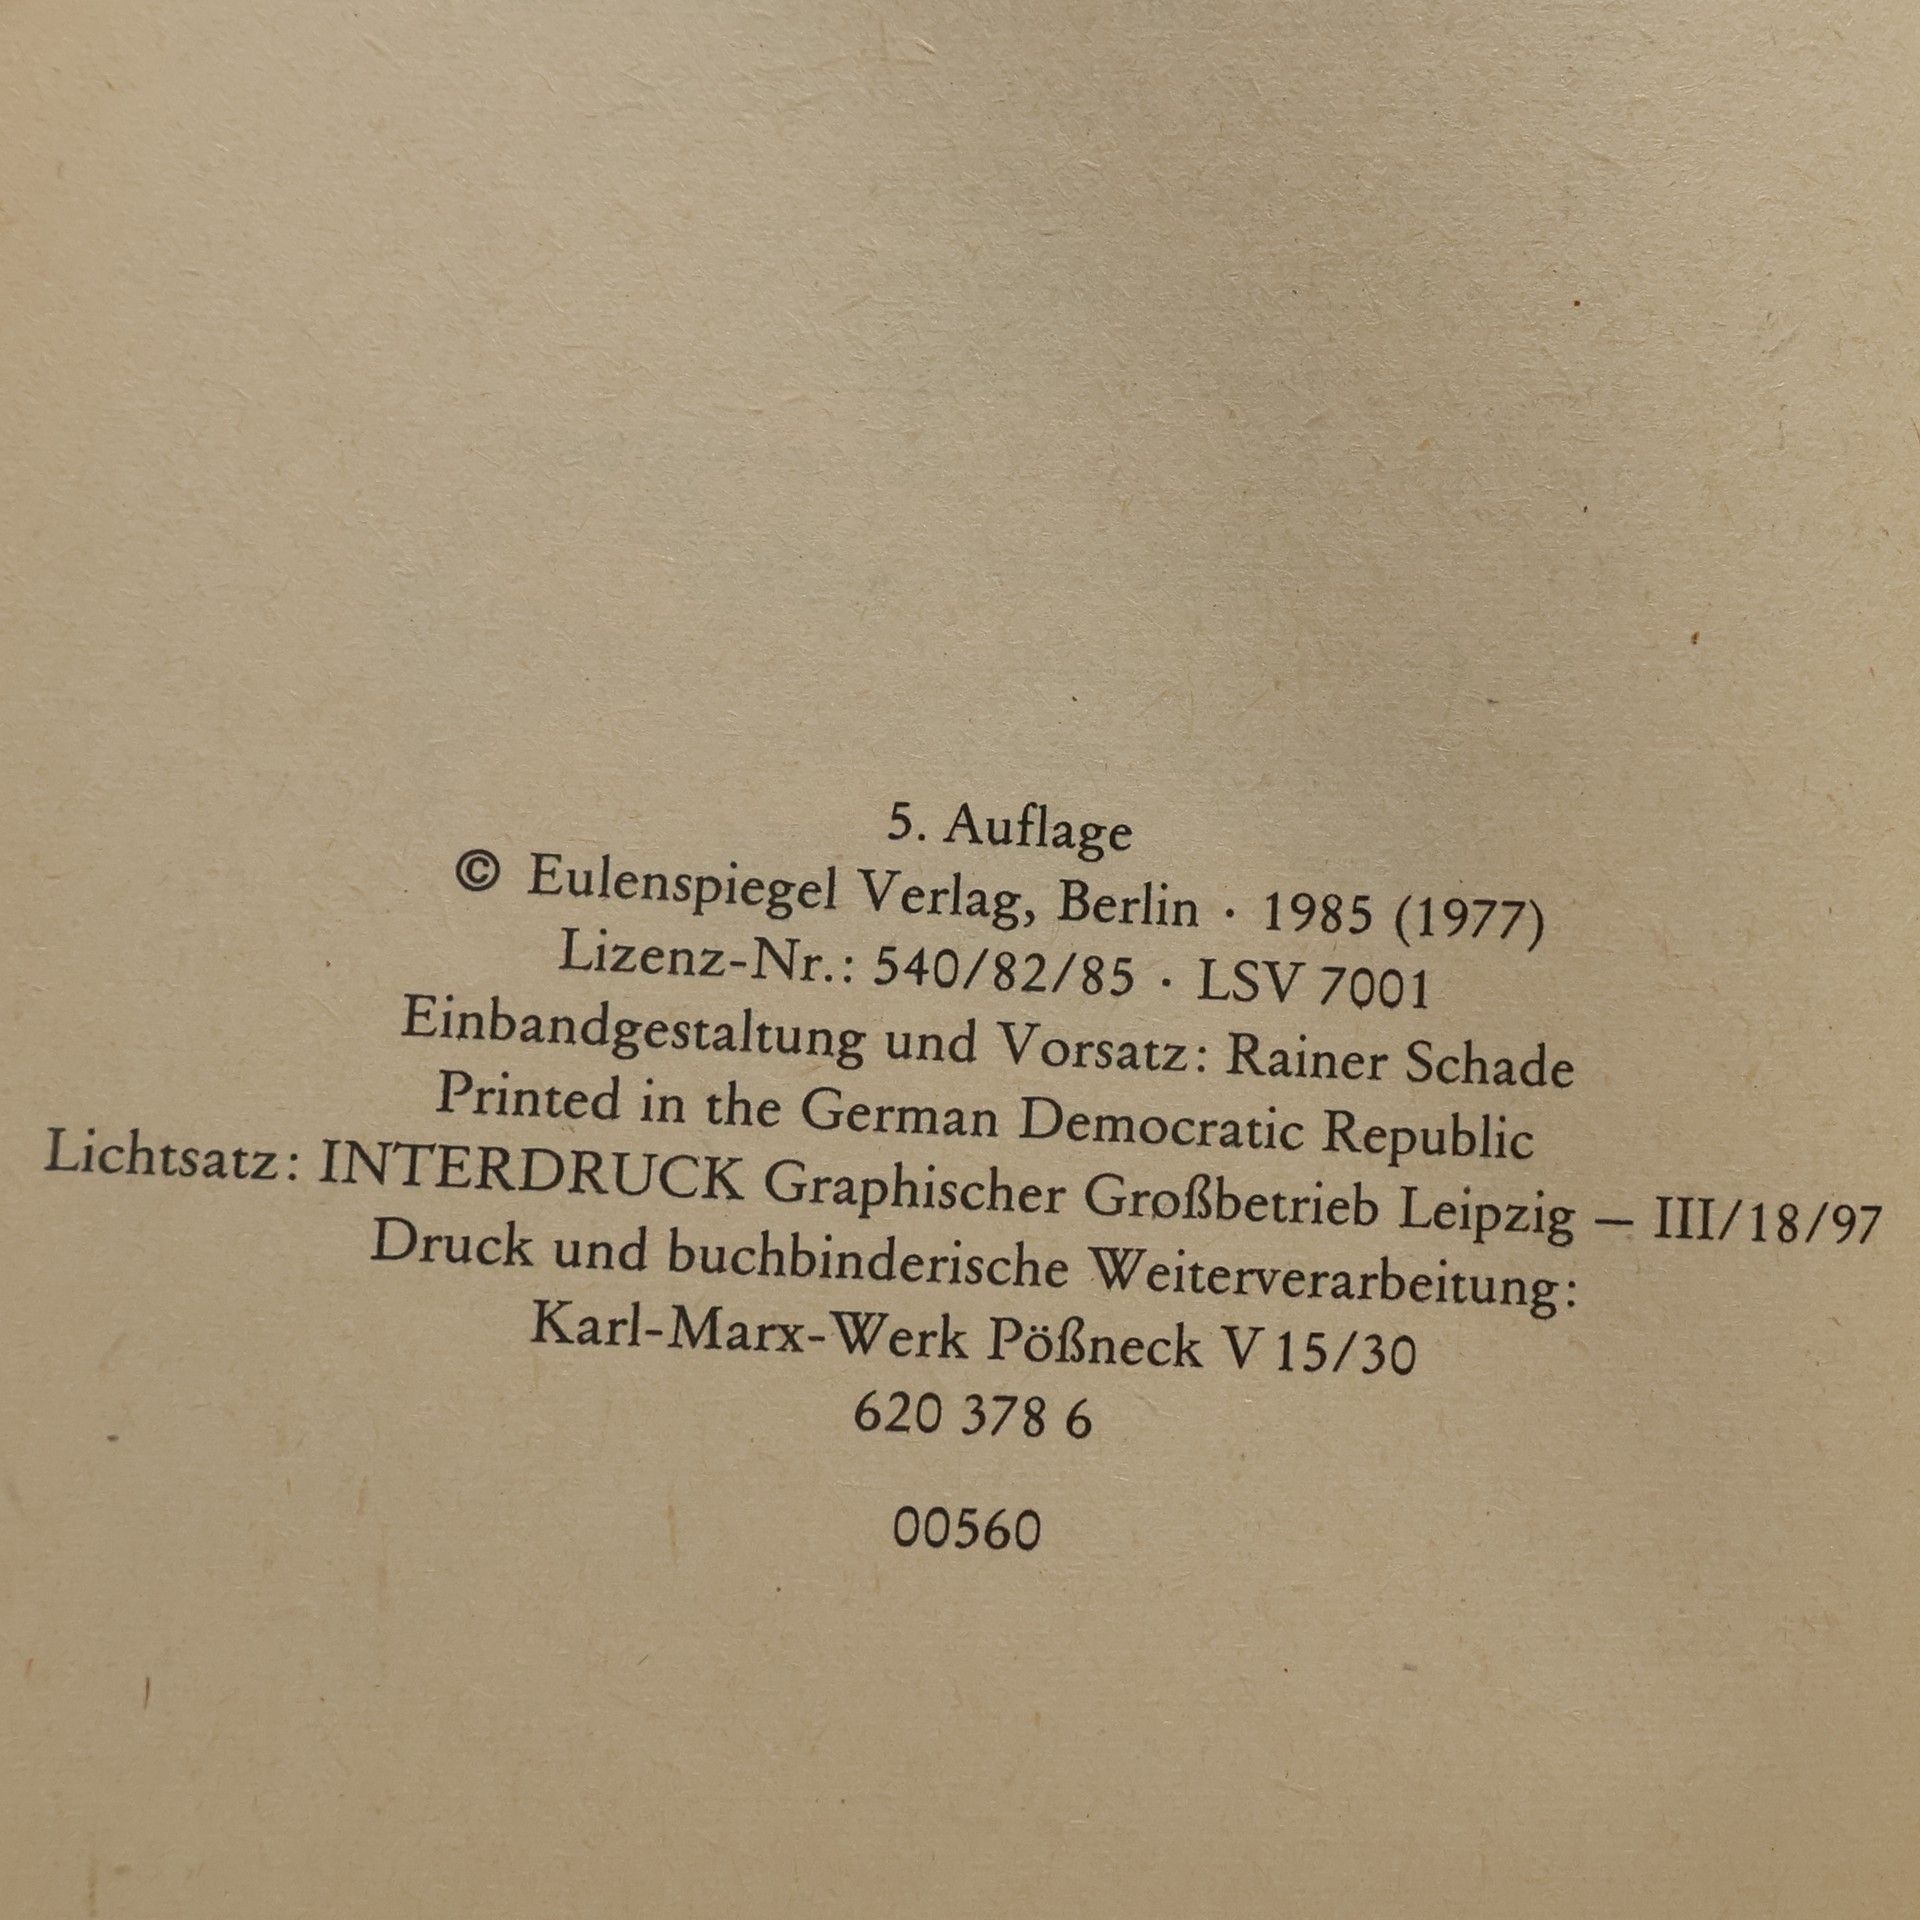 5. Auflage
© Eulenspiegel Verlag, Berlin · 1985 (1977)
Lizenz-Nr.: 540/82/85 · LSV 7001
Einbandgestaltung und Vorsatz: Rainer Schade
Printed in the German Democratic Republic
Lichtsatz: INTERDRUCK Graphischer Großbetrieb Leipzig – III/18/97
Druck und buchbinderische Weiterverarbeitung:
Karl-Marx-Werk Pößneck V 15/30
620 378 6
00560